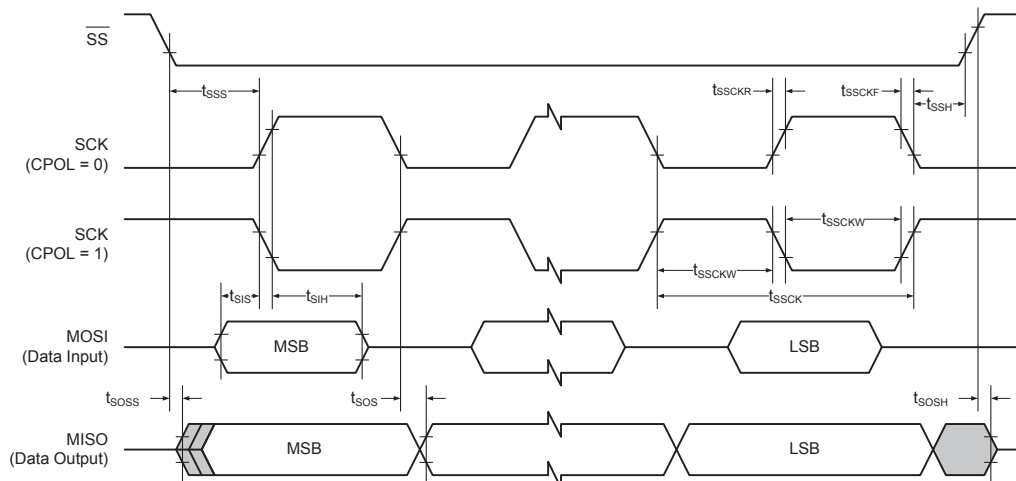 SS
tSSS
tSSCKR
tSSCKF
tSSH
SCK
(CPOL = 0)
SCK
(CPOL = 1)
tSSCKW
tSSCKW
tSSCK
tSIS
tSIH
MOSI
(Data Input)
MSB
LSB
tSOSS
tSOS
tSOSH
MISO
(Data Output)
MSB
LSB